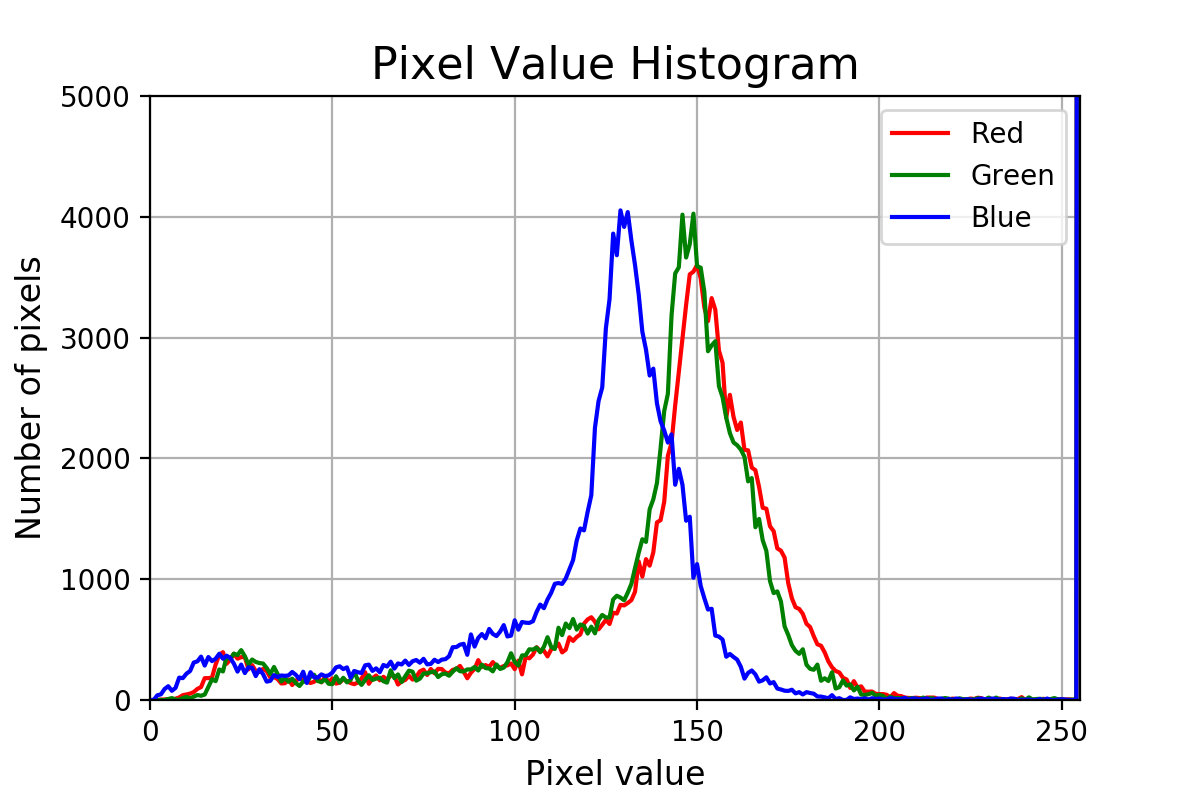 Pixel Value Histogram
Number of pixels
5000
4000
3000
2000
1000
0
0 50 100 150 200 250
Pixel value
Red
Green
Blue